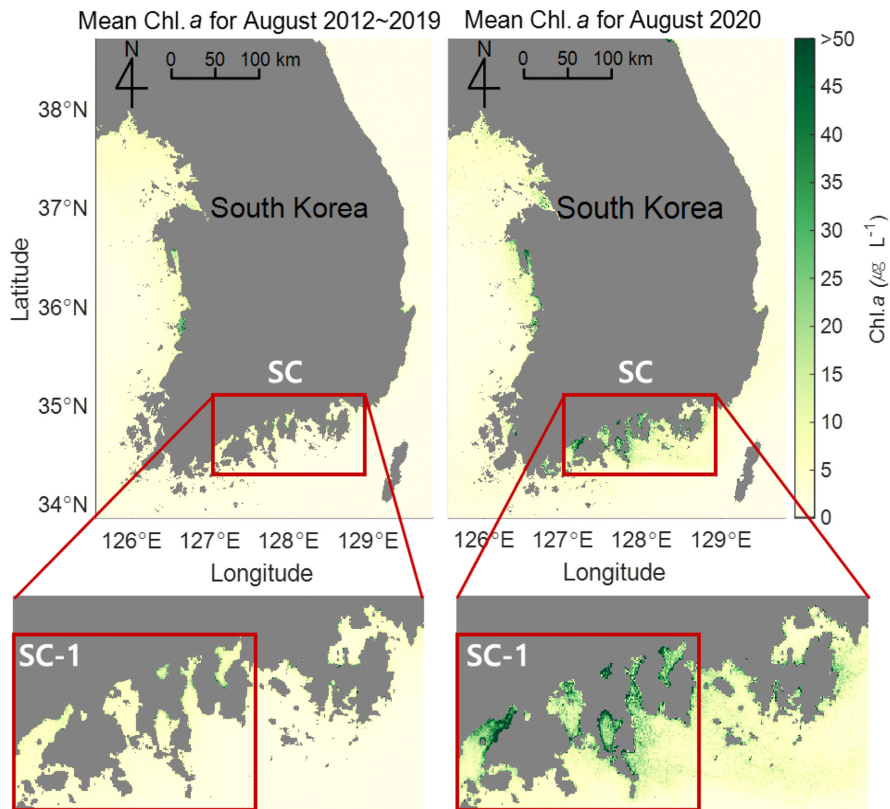 Mean Chl. a for August 2012~2019
Mean Chl. a for August 2020
N
0 50 100 km
N
0 50 100 km
>50
45
40
35
30
25
20
15
10
5
0
Chl.a (㎍ L-1)
38°N
37°N
36°N
35°N
34°N
Latitude
South Korea
South Korea
SC
SC
126°E 127°E 128°E 129°E
126°E 127°E 128°E 129°E
Longitude
Longitude
SC-1
SC-1